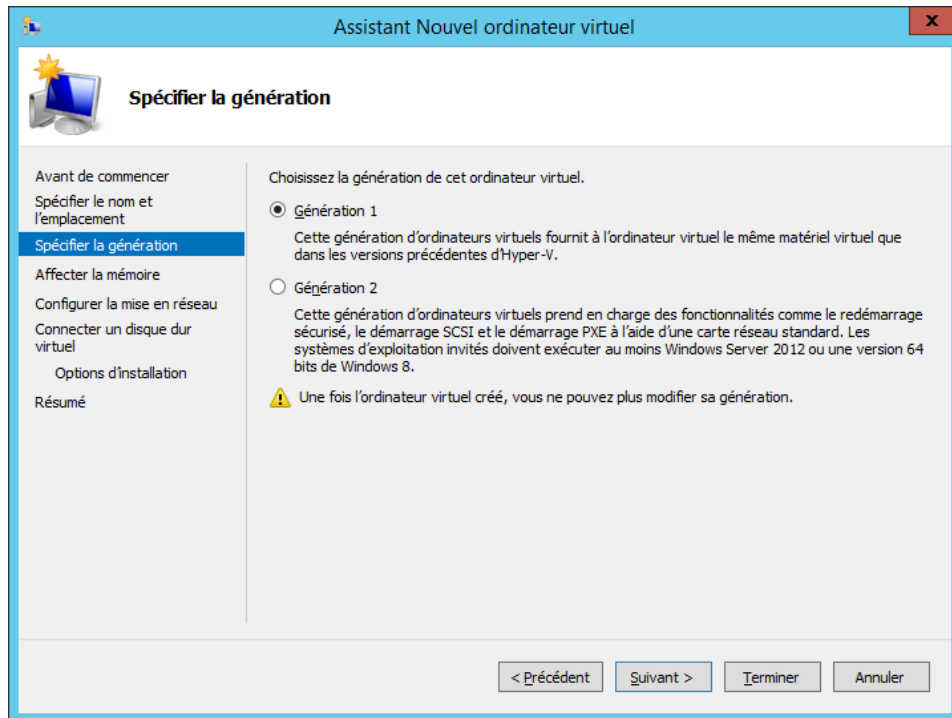 Assistant Nouvel ordinateur virtuel
x
Spécifier la génération
Avant de commencer
Spécifier le nom et
l'emplacement
Spécifier la génération
Affecter la mémoire
Configurer la mise en réseau
Connecter un disque dur
virtuel
Options d'installation
Résumé
Choisissez la génération de cet ordinateur virtuel.
Génération 1
Cette génération d'ordinateurs virtuels fournit à l'ordinateur virtuel le même matériel virtuel que
dans les versions précédentes d'Hyper-V.
Génération 2
Cette génération d'ordinateurs virtuels prend en charge des fonctionnalités comme le redémarrage
sécurisé, le démarrage SCSI et le démarrage PXE à l'aide d'une carte réseau standard. Les
systèmes d'exploitation invités doivent exécuter au moins Windows Server 2012 ou une version 64
bits de Windows 8.
Une fois l'ordinateur virtuel créé, vous ne pouvez plus modifier sa génération.
< Précédent
Suivant >
Terminer
Annuler